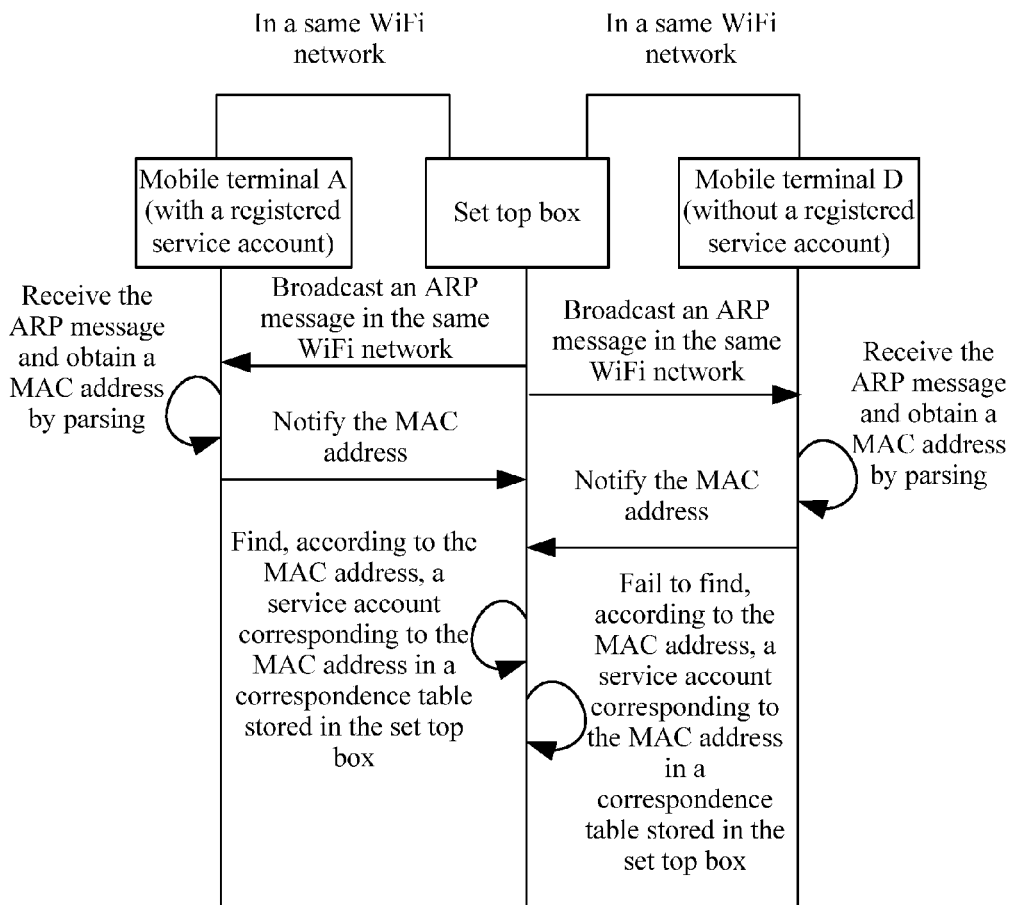 In a same WiFi
network
In a same WiFi
network
Mobile terminal A
(with a registered
service account)
Set top box
Mobile terminal D
(without a registered
service account)
Receive the
ARP message
and obtain a
MAC address
by parsing
Broadcast an ARP
message in the same
WiFi network
Broadcast an ARP
message in the same
WiFi network
Receive the
ARP message
and obtain a
MAC address
by parsing
Notify the MAC
address
Notify the MAC
address
Find, according to the
MAC address, a
service account
corresponding to the
MAC address in a
correspondence table
stored in the set top
box
Fail to find,
according to the
MAC address, a
service account
corresponding to
the MAC address
in a
correspondence
table stored in the
set top box